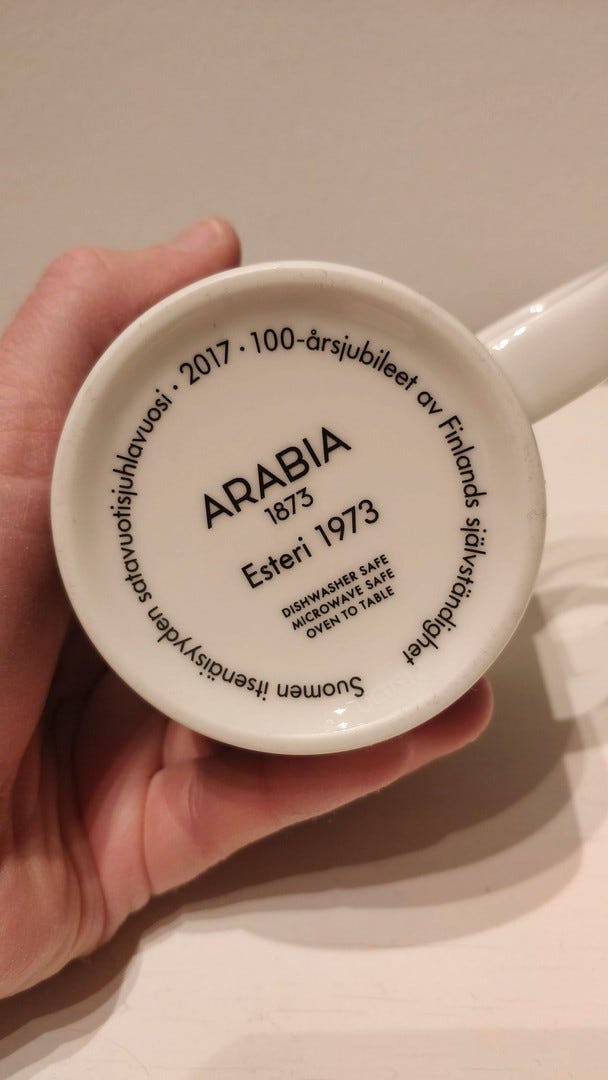 Suomen itsenäisyyden satavuotisjuhlavuosi · 2017 · 100-årsjubileet av Finlands självständighet
ARABIA
1873
Esteri 1973
DISHWASHER SAFE
MICROWAVE SAFE
OVEN TO TABLE